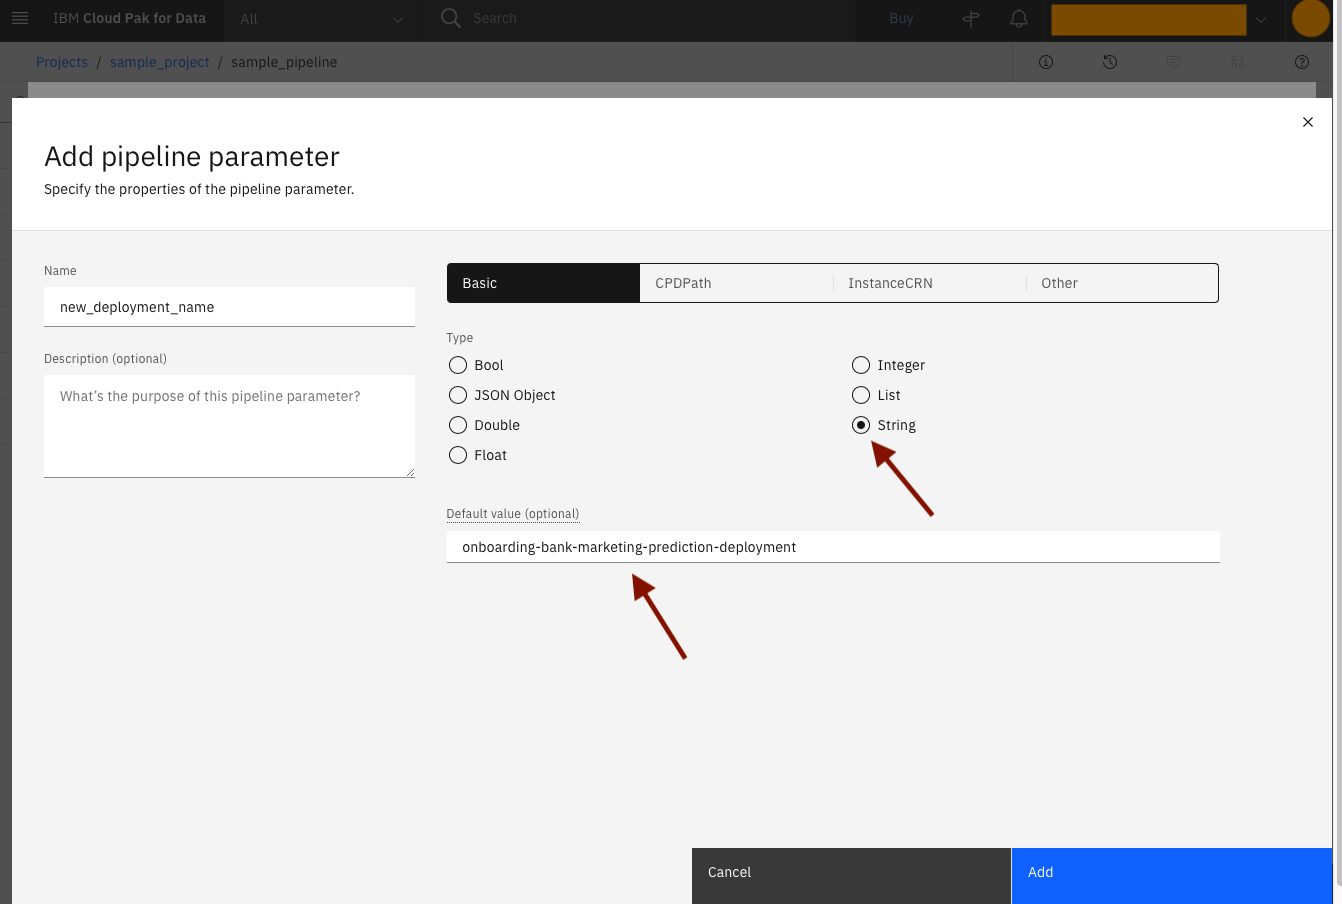 IBM Cloud Pak for Data
All
Search
Buy
Projects / sample_project / sample_pipeline
Add pipeline parameter
Specify the properties of the pipeline parameter.
Name
new_deployment_name
Description (optional)
What's the purpose of this pipeline parameter?
Basic
CPDPath
InstanceCRN
Other
Type
Bool
Integer
JSON Object
List
Double
String
Float
Default value (optional)
onboarding-bank-marketing-prediction-deployment
Cancel
Add